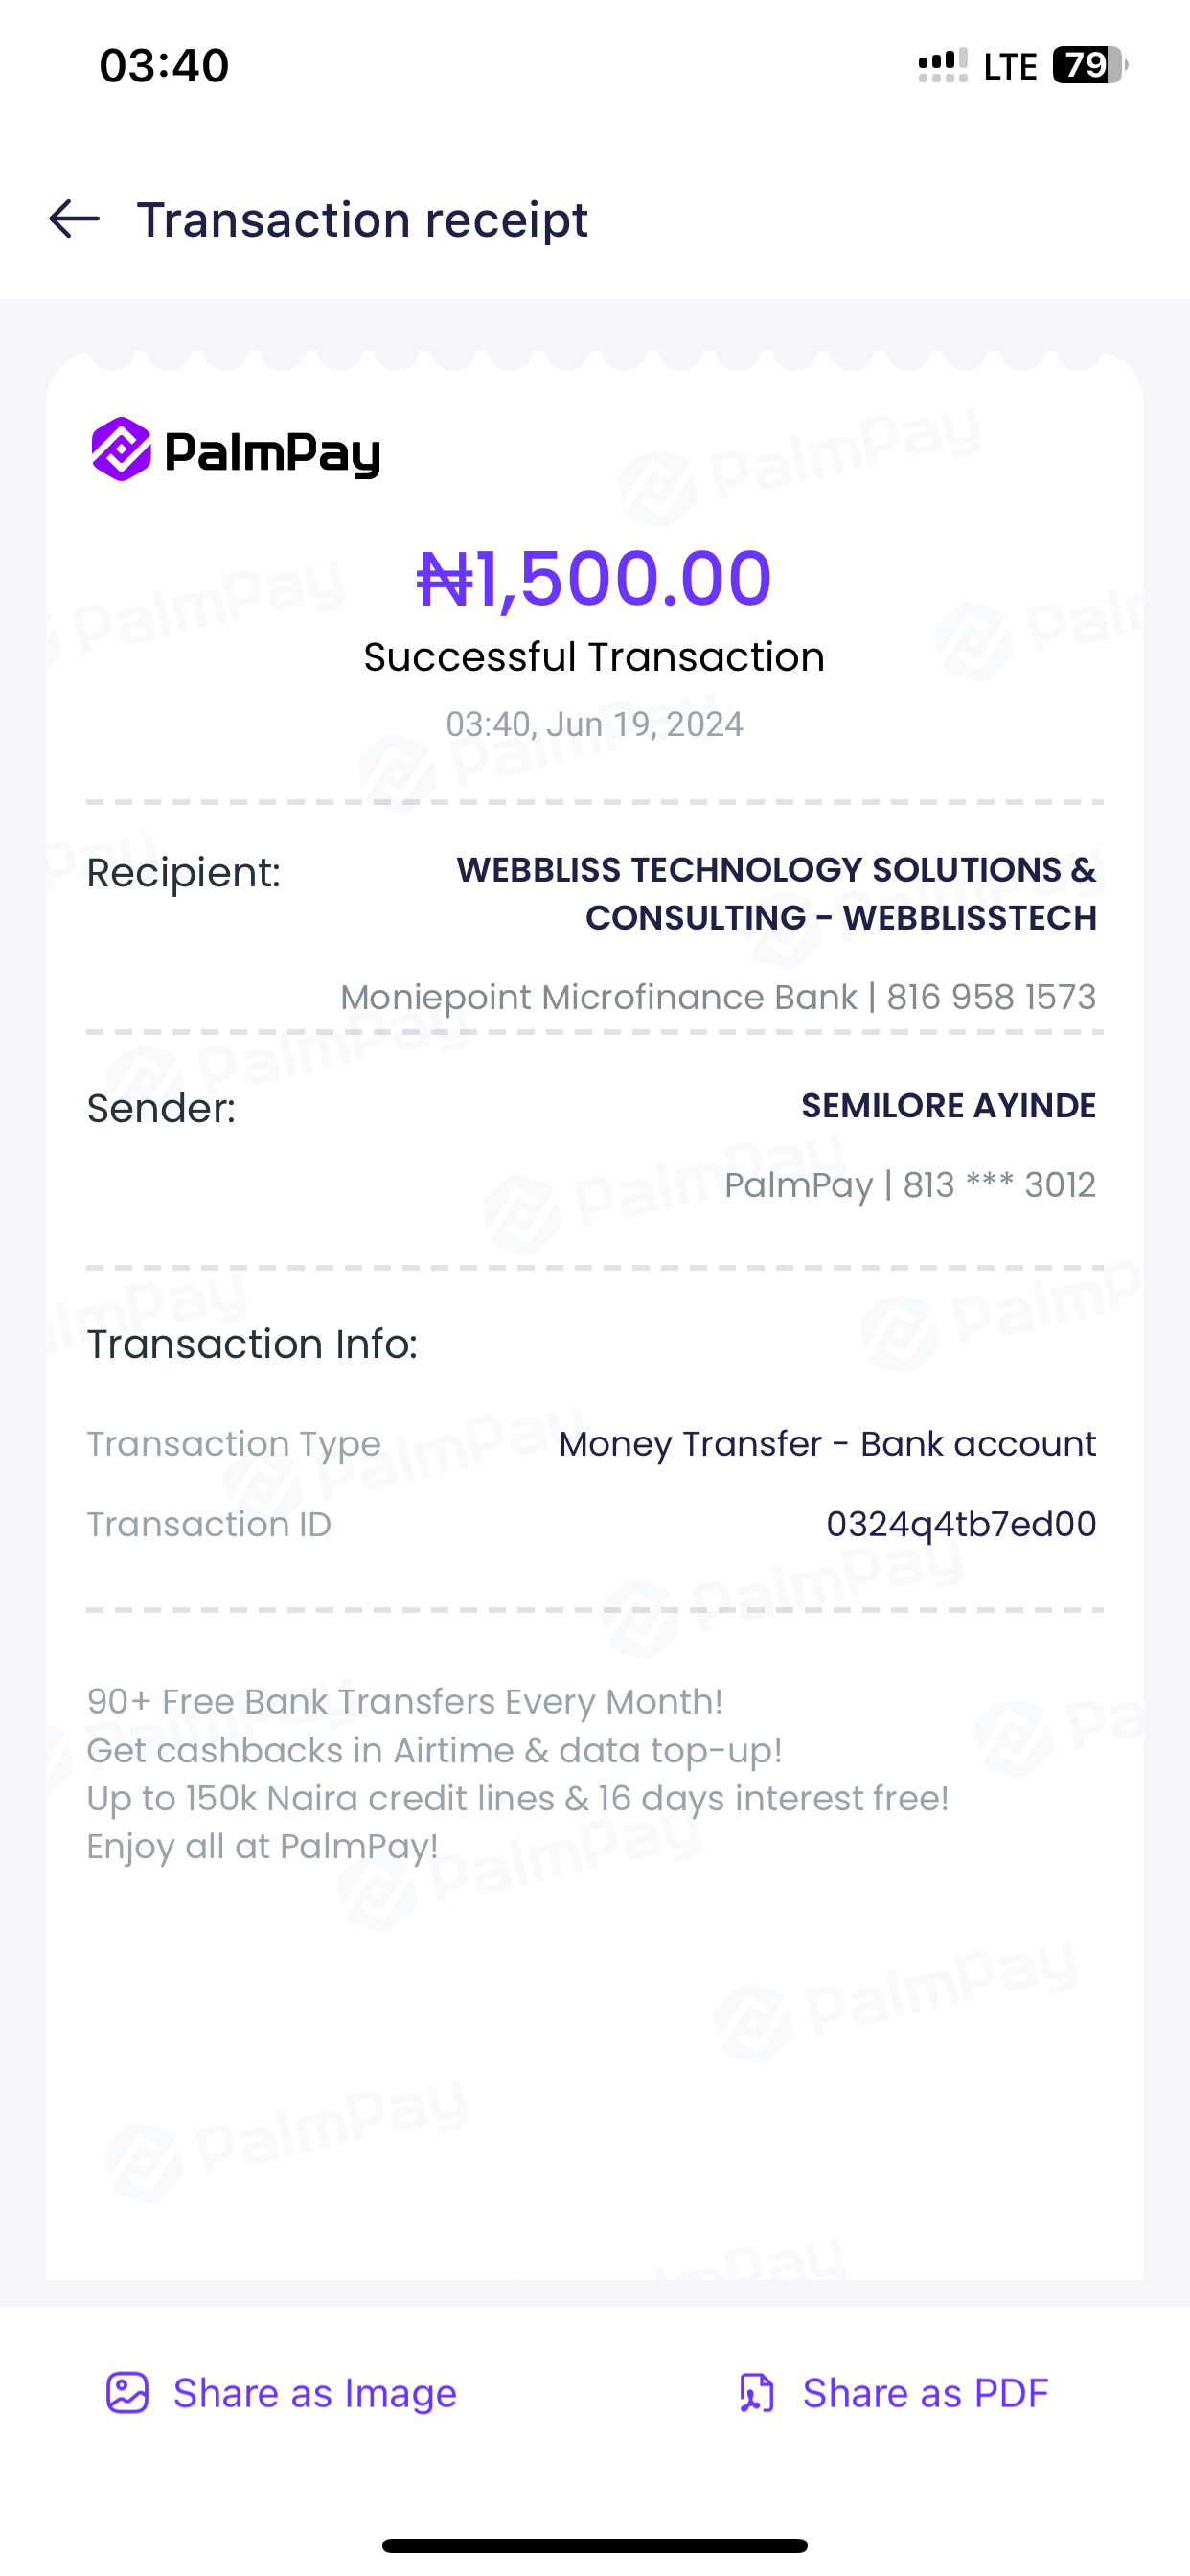 03:40
LTE 79
Transaction receipt
PalmPay
₦1,500.00
Successful Transaction
03:40, Jun 19, 2024
Recipient:
WEBBLISS TECHNOLOGY SOLUTIONS &
CONSULTING - WEBBLISSTECH
Moniepoint Microfinance Bank | 816 958 1573
Sender:
SEMILORE AYINDE
PalmPay | 813 *** 3012
Transaction Info:
Transaction Type
Money Transfer - Bank account
Transaction ID
0324q4tb7ed00
90+ Free Bank Transfers Every Month!
Get cashbacks in Airtime & data top-up!
Up to 150k Naira credit lines & 16 days interest free!
Enjoy all at PalmPay!
Share as Image
Share as PDF